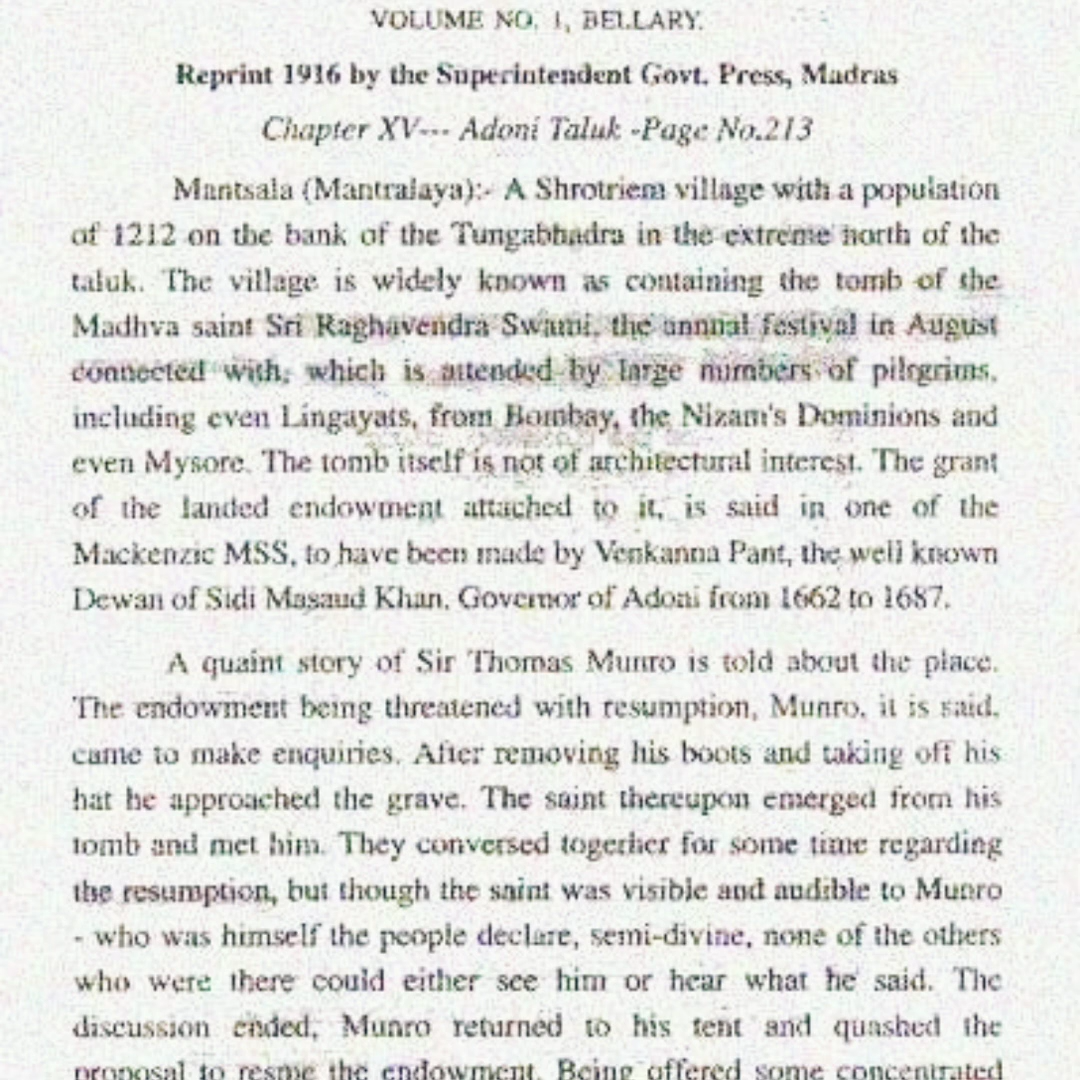 VOLUME NO. 1, BELLARY.
Reprint 1916 by the Superintendent Govt. Press, Madras
Chapter XV--- Adoni Taluk -Page No.213
Mantsala (Mantralaya):- A Shrotriem village with a population
of 1212 on the bank of the Tungabhadra in the extreme north of the
taluk. The village is widely known as containing the tomb of the
Madhva saint Sri Raghavendra Swami, the annual festival in August
connected with, which is attended by large numbers of pilegrims,
including even Lingayats, from Bombay, the Nizam's Dominions and
even Mysore. The tomb itself is not of architectural interest. The grant
of the landed endowment attached to it, is said in one of the
Mackenzic MSS, to have been made by Venkanna Pant, the well known
Dewan of Sidi Masaud Khan, Governor of Adoni from 1662 to 1687.
A quaint story of Sir Thomas Munro is told about the place.
The endowment being threatened with resumption, Munro, it is said,
came to make enquiries. After removing his boots and taking off his
hat he approached the grave. The saint thereupon emerged from his
tomb and met him. They conversed together for some time regarding
the resumption, but though the saint was visible and audible to Munro
- who was himself the people declare, semi-divine, none of the others
who were there could either see him or hear what he said. The
discussion ended, Munro returned to his tent and quashed the
proposal to resme the endowment. Being offered some concentrated